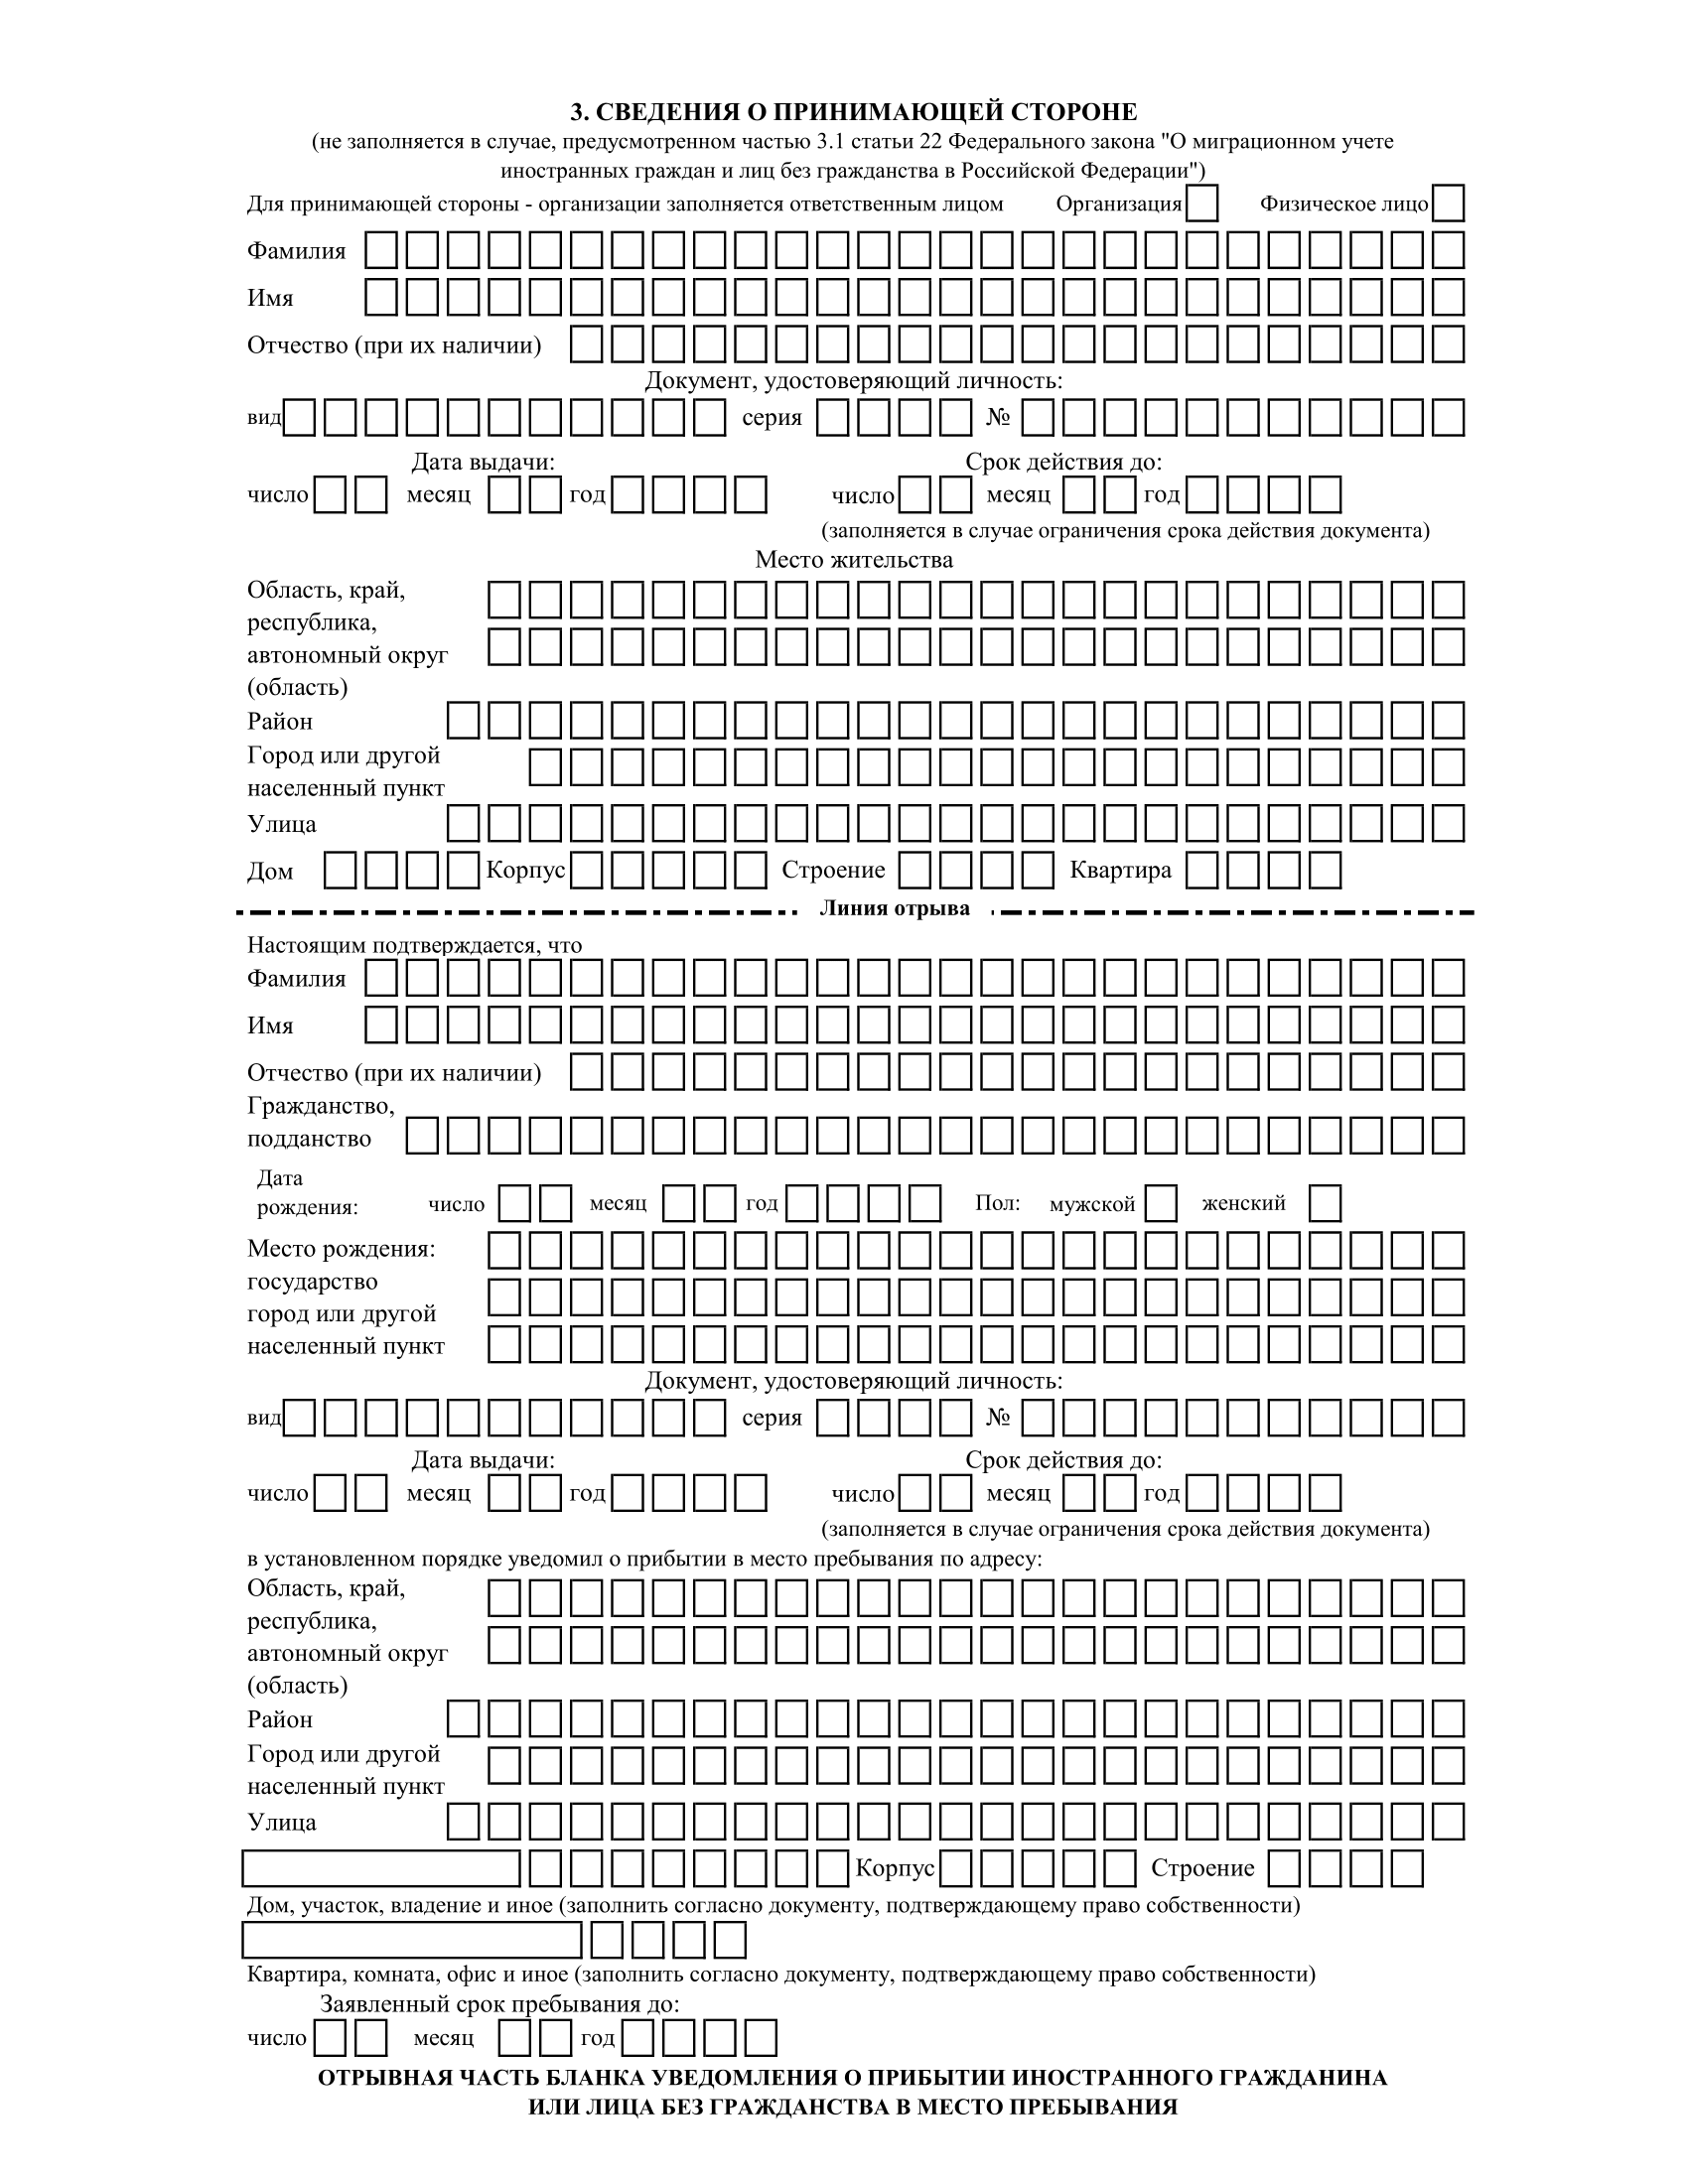 3. СВЕДЕНИЯ О ПРИНИМАЮЩЕЙ СТОРОНЕ
(не заполняется в случае, предусмотренном частью 3.1 статьи 22 Федерального закона "О миграционном учете
иностранных граждан и лиц без гражданства в Российской Федерации")
Для принимающей стороны - организации заполняется ответственным лицом Организация Физическое лицо
Фамилия
Имя
Отчество (при их наличии)
Документ, удостоверяющий личность:
вид серия №
Дата выдачи: Срок действия до:
число месяц год число месяц год
(заполняется в случае ограничения срока действия документа)
Место жительства
Область, край,
республика,
автономный округ
(область)
Район
Город или другой
населенный пункт
Улица
Дом Корпус Строение Квартира
Линия отрыва
Настоящим подтверждается, что
Фамилия
Имя
Отчество (при их наличии)
Гражданство,
подданство
Дата
рождения: число месяц год Пол: мужской женский
Место рождения:
государство
город или другой
населенный пункт
Документ, удостоверяющий личность:
вид серия №
Дата выдачи: Срок действия до:
число месяц год число месяц год
(заполняется в случае ограничения срока действия документа)
в установленном порядке уведомил о прибытии в место пребывания по адресу:
Область, край,
республика,
автономный округ
(область)
Район
Город или другой
населенный пункт
Улица
Корпус Строение
Дом, участок, владение и иное (заполнить согласно документу, подтверждающему право собственности)
Квартира, комната, офис и иное (заполнить согласно документу, подтверждающему право собственности)
Заявленный срок пребывания до:
число месяц год
ОТРЫВНАЯ ЧАСТЬ БЛАНКА УВЕДОМЛЕНИЯ О ПРИБЫТИИ ИНОСТРАННОГО ГРАЖДАНИНА
ИЛИ ЛИЦА БЕЗ ГРАЖДАНСТВА В МЕСТО ПРЕБЫВАНИЯ